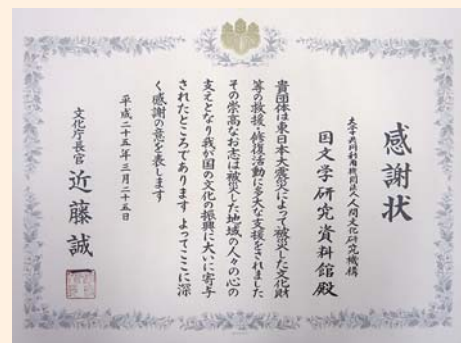 感謝状
大学共同利用機関法人人間文化研究機構
国文学研究資料館殿
貴団体は東日本大震災によって被災した文化財
等の救援・修復活動に多大な支援をされました
その崇高なお志は被災した地域の人々の心の
支えとなり我が国の文化の振興に大いに寄与
されたところであります よってここに深
く感謝の意を表します
平成二十五年三月二十五日
文化庁長官 近藤誠一